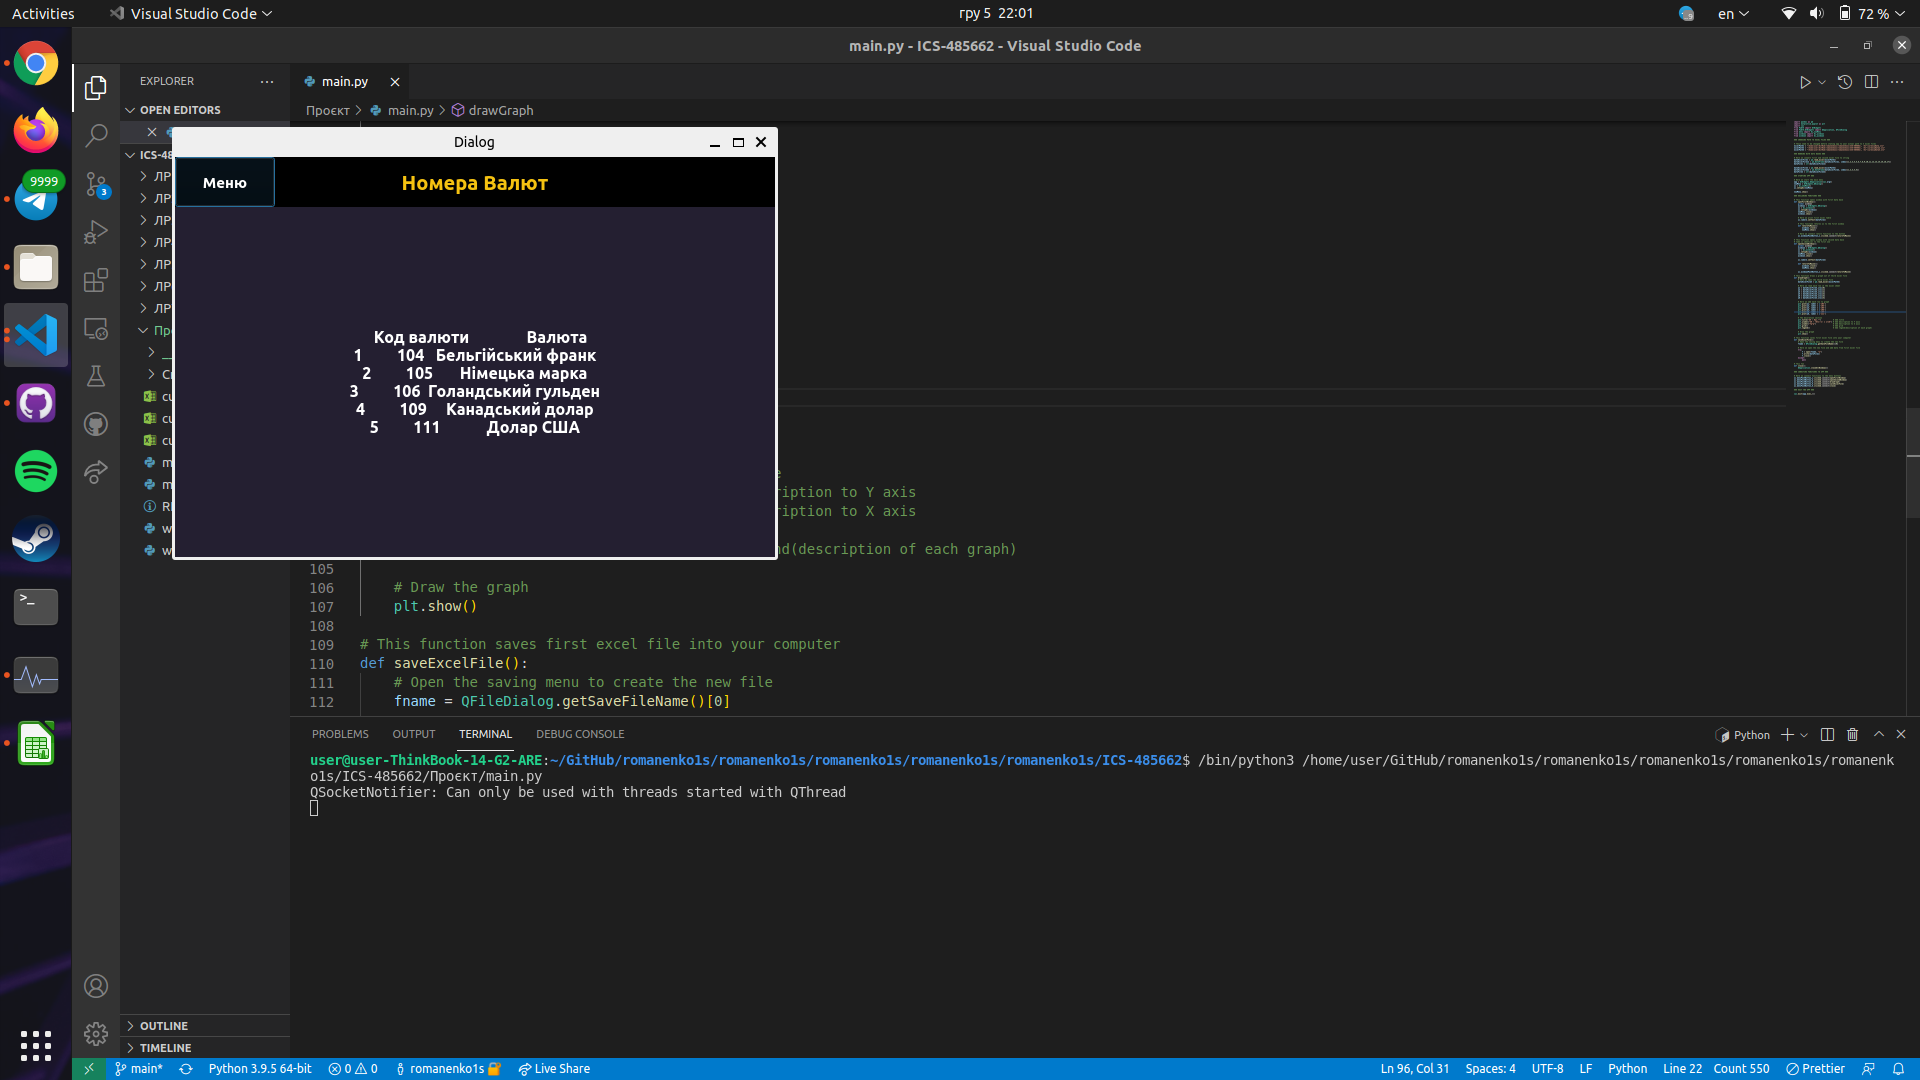 Activities
Visual Studio Code
гру 5 22:01
en
72 %
9999
main.py - ICS-485662 - Visual Studio Code
EXPLORER
main.py
Проєкт > main.py > drawGraph
OPEN EDITORS
ICS-48
ЛР
ЛР
ЛР
ЛР
ЛР
ЛР
ЛР
Пр
3
Dialog
Меню
Номера Валют
Код валюти Валюта
1 104 Бельгійський франк
2 105 Німецька марка
3 106 Голандський гульден
4 109 Канадський долар
5 111 Долар США
ription to Y axis
ription to X axis
nd(description of each graph)
105
106 # Draw the graph
107 plt.show()
108
109 # This function saves first excel file into your computer
110 def saveExcelFile():
111 # Open the saving menu to create the new file
112 fname = QFileDialog.getSaveFileName()[0]
PROBLEMS OUTPUT TERMINAL DEBUG CONSOLE
Python
user@user-ThinkBook-14-G2-ARE:~/GitHub/romanenko1s/romanenko1s/romanenko1s/romanenko1s/romanenko1s/ICS-485662$ /bin/python3 /home/user/GitHub/romanenko1s/romanenko1s/romanenko1s/romanenko1s/romanenk
o1s/ICS-485662/Проєкт/main.py
QSocketNotifier: Can only be used with threads started with QThread
OUTLINE
TIMELINE
main*
Python 3.9.5 64-bit
0 0
romanenko1s
Live Share
Ln 96, Col 31
Spaces: 4
UTF-8
LF
Python
Line 22
Count 550
Prettier